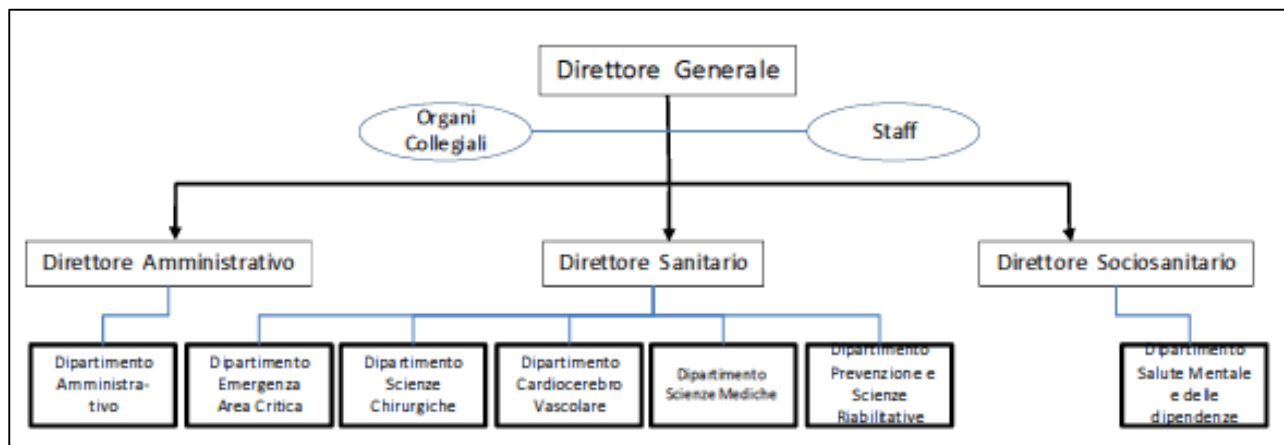 Direttore Generale
Organi
Collegiali
Staff
Direttore Amministrativo
Direttore Sanitario
Direttore Sociosanitario
Dipartimento
Amministra-
tivo
Dipartimento
Emergenza
Area Critica
Dipartimento
Scienze
Chirurgiche
Dipartimento
Cardiocerebro
Vascolare
Dipartimento
Scienze Mediche
Dipartimento
Prevenzione e
Scienze
Riabilitative
Dipartimento
Salute Mentale
e delle
dipendenze